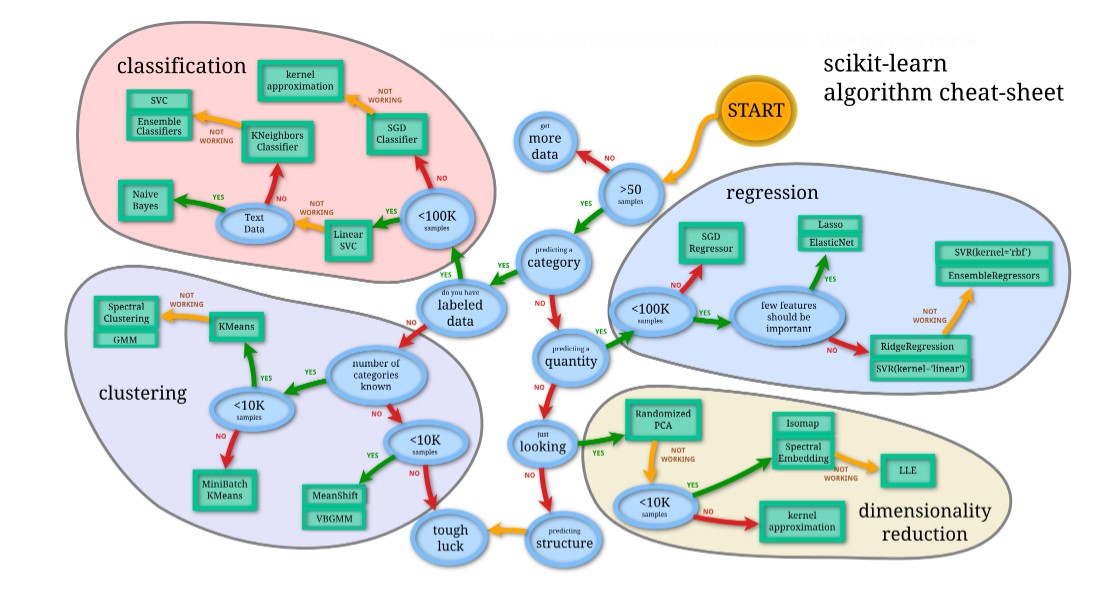 scikit-learn
algorithm cheat-sheet
START
>50
samples
NO
get
more
data
YES
predicting a
category
YES
NO
do you have
labeled
data
YES
NO
predicting a
quantity
YES
NO
just
looking
YES
NO
predicting
structure
tough
luck
classification
<100K
samples
NO
SGD
Classifier
NOT
WORKING
kernel
approximation
YES
Linear
SVC
NOT
WORKING
Text
Data
YES
Naive
Bayes
NO
KNeighbors
Classifier
NOT
WORKING
SVC
Ensemble
Classifiers
clustering
number of
categories
known
YES
NO
<10K
samples
YES
KMeans
NOT
WORKING
Spectral
Clustering
GMM
NO
MiniBatch
KMeans
<10K
samples
YES
MeanShift
VBGMM
NO
regression
<100K
samples
NO
SGD
Regressor
YES
few features
should be
important
YES
Lasso
ElasticNet
NO
RidgeRegression
SVR(kernel='linear')
NOT
WORKING
SVR(kernel='rbf')
EnsembleRegressors
dimensionality
reduction
Randomized
PCA
NOT
WORKING
<10K
samples
YES
Isomap
Spectral
Embedding
NOT
WORKING
LLE
NO
kernel
approximation